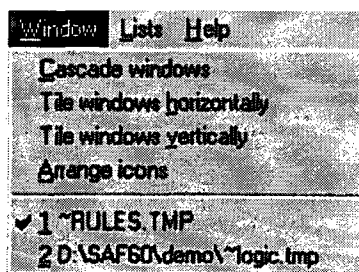 Window Lists Help
Cascade windows
Tile windows horizontally
Tile windows vertically
Arrange icons
1 ~RULES.TMP
2 D:\SAF60\demo\~logic.tmp